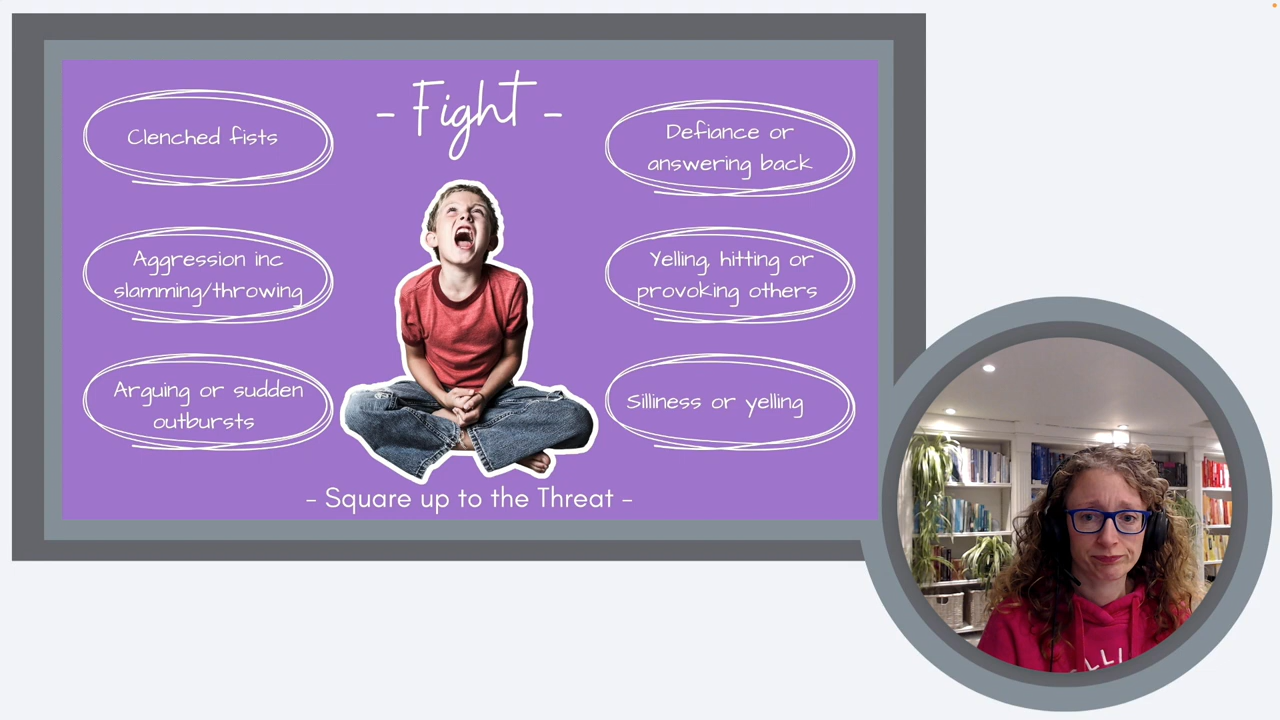 - Fight -
Clenched fists
Defiance or
answering back
Aggression inc
slamming/throwing
Yelling, hitting or
provoking others
Arguing or sudden
outbursts
Silliness or yelling
- Square up to the Threat -